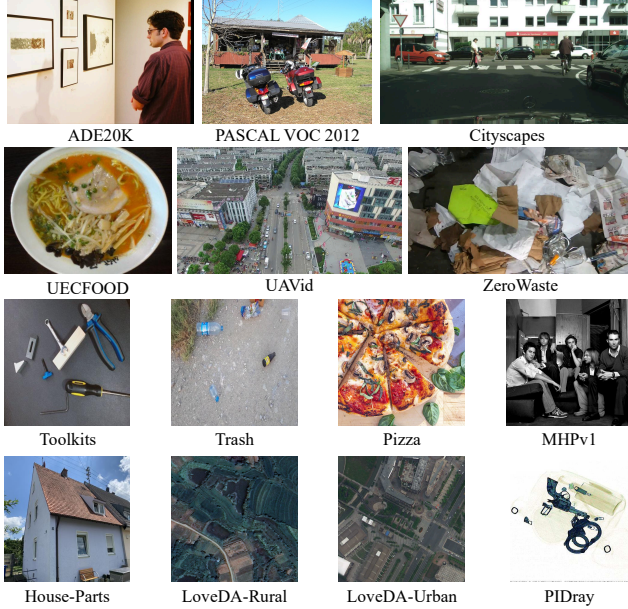 ADE20K PASCAL VOC 2012 Cityscapes
UECFOOD UAVid ZeroWaste
Toolkits Trash Pizza MHPv1
House-Parts LoveDA-Rural LoveDA-Urban PIDray